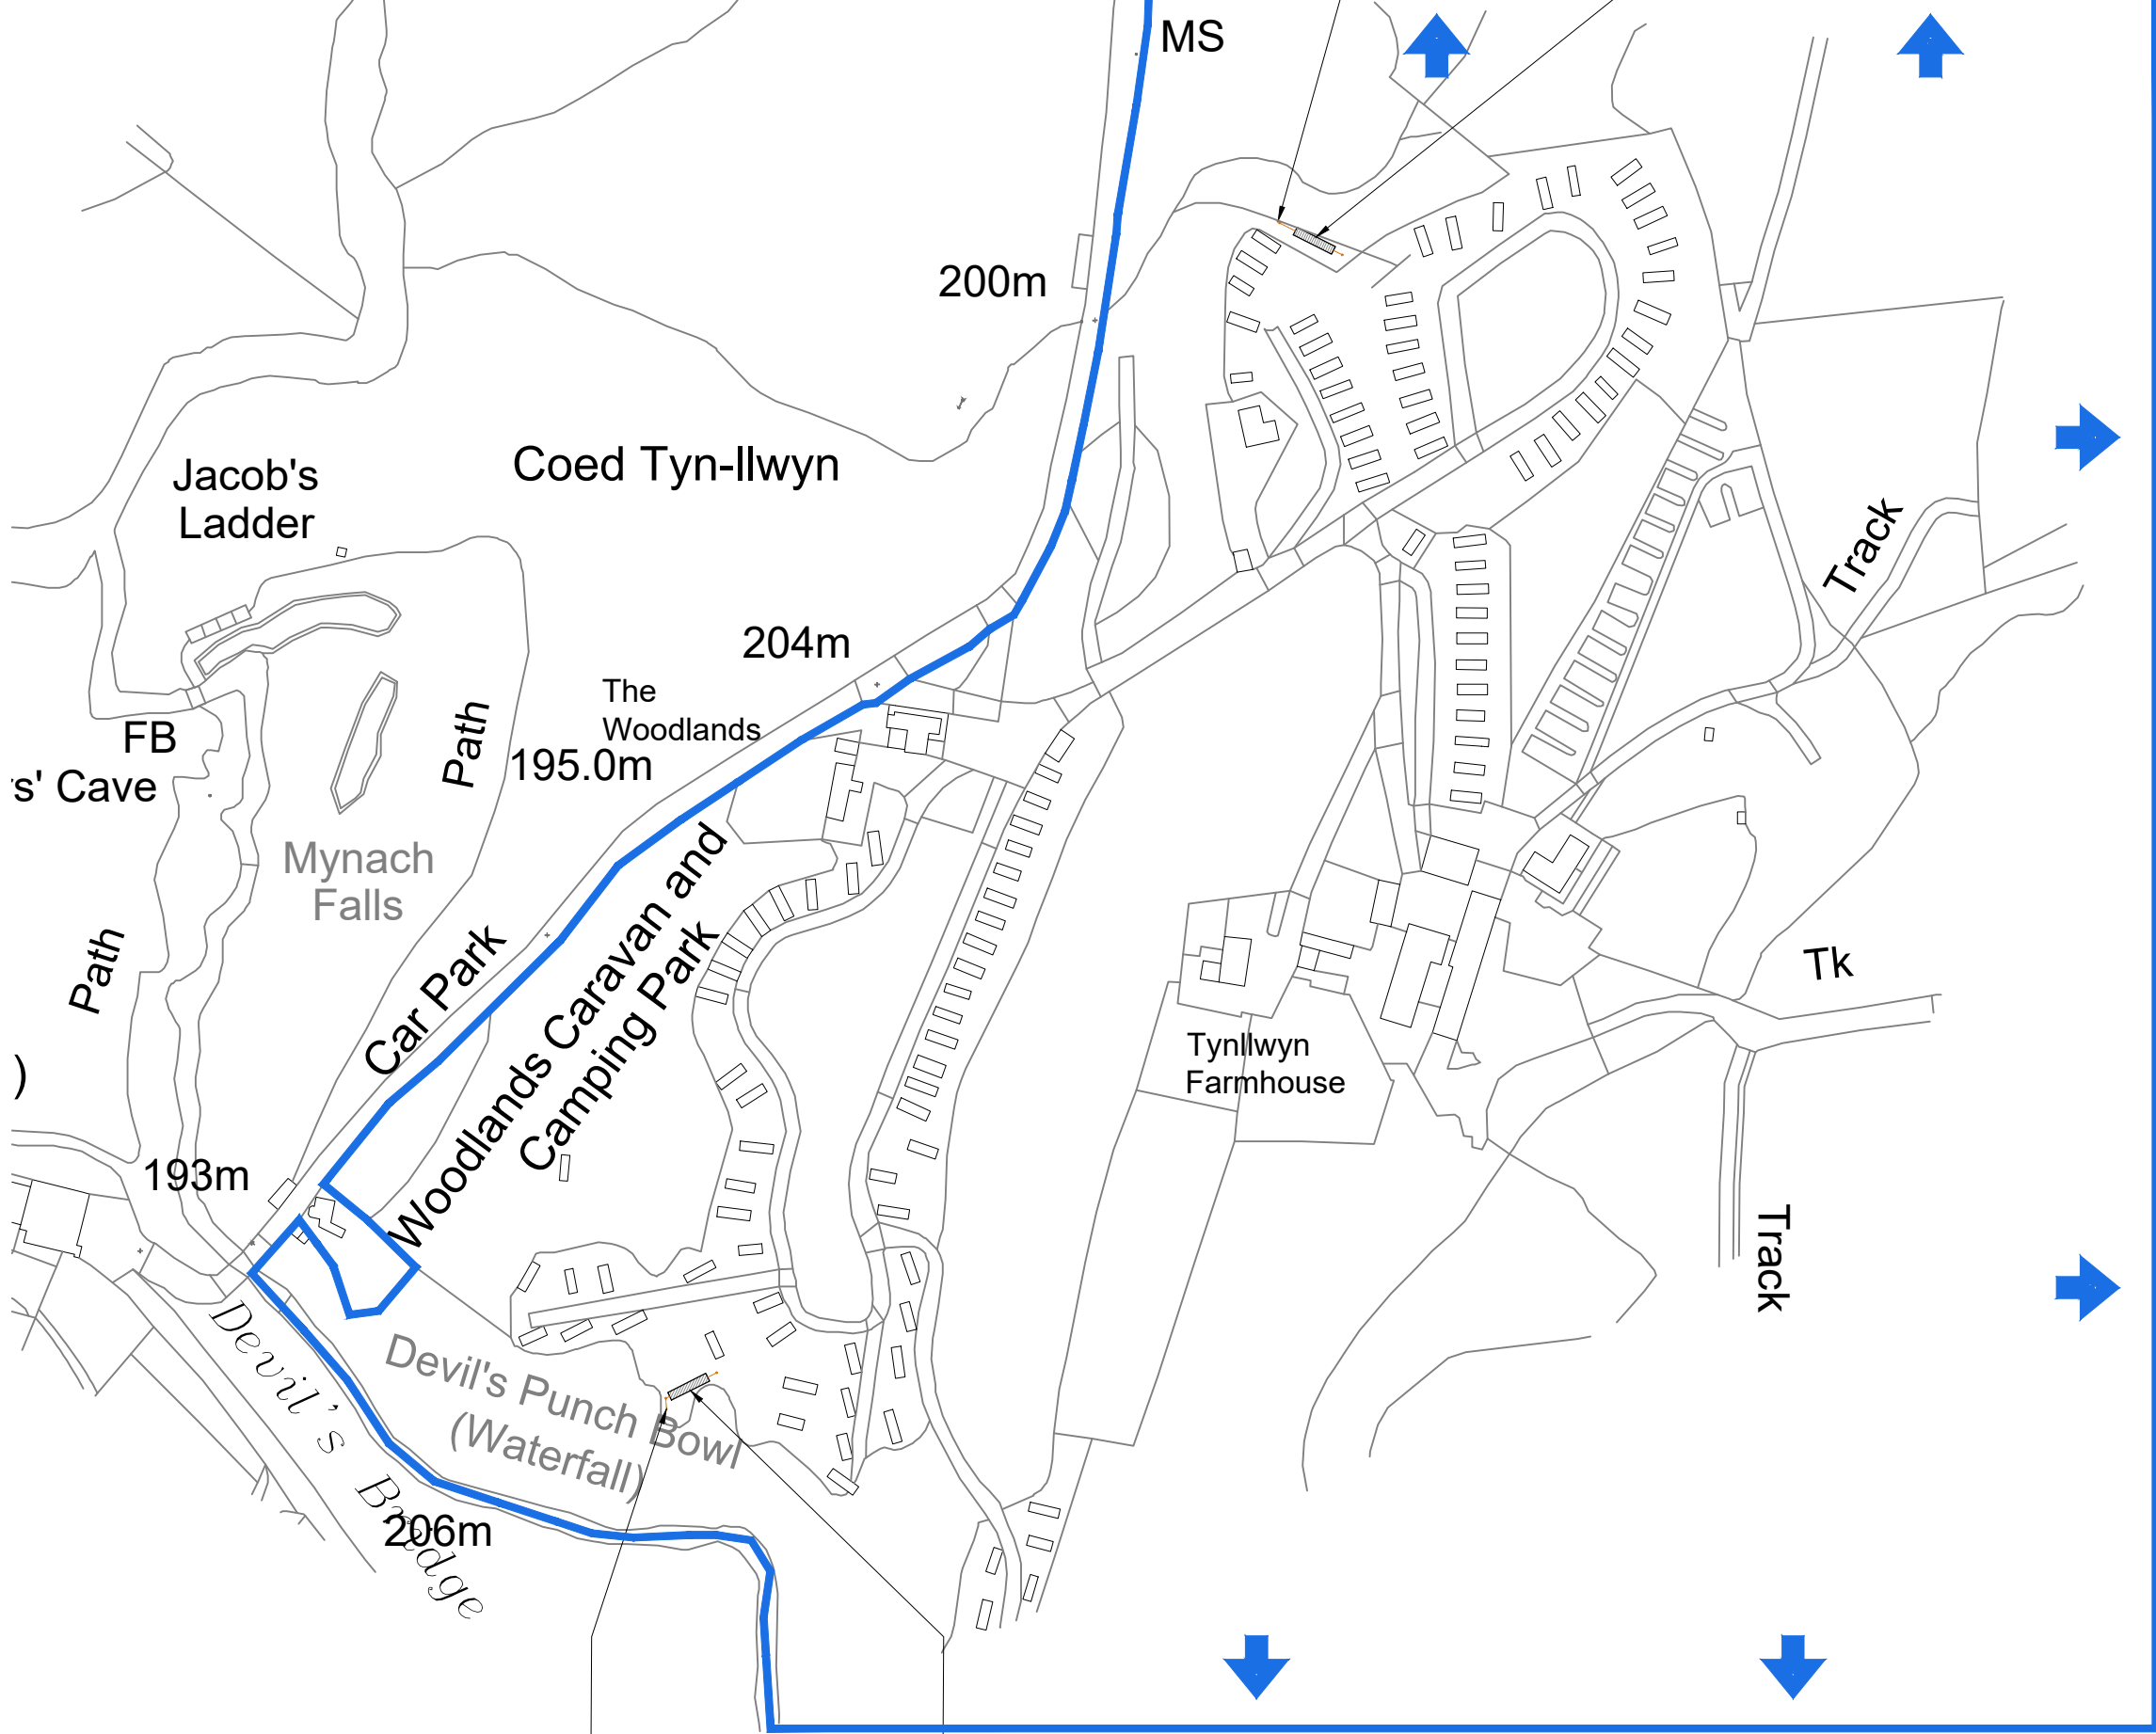 MS
200m
Coed Tyn-llwyn
Jacob's
Ladder
Track
204m
The
Woodlands
FB
Path
195.0m
s' Cave
Mynach
Falls
Woodlands Caravan and
Camping Park
Car Park
Path
Tk
Tynllwyn
Farmhouse
)
193m
Track
Devil's Bridge
Devil's Punch Bowl
(Waterfall)
206m